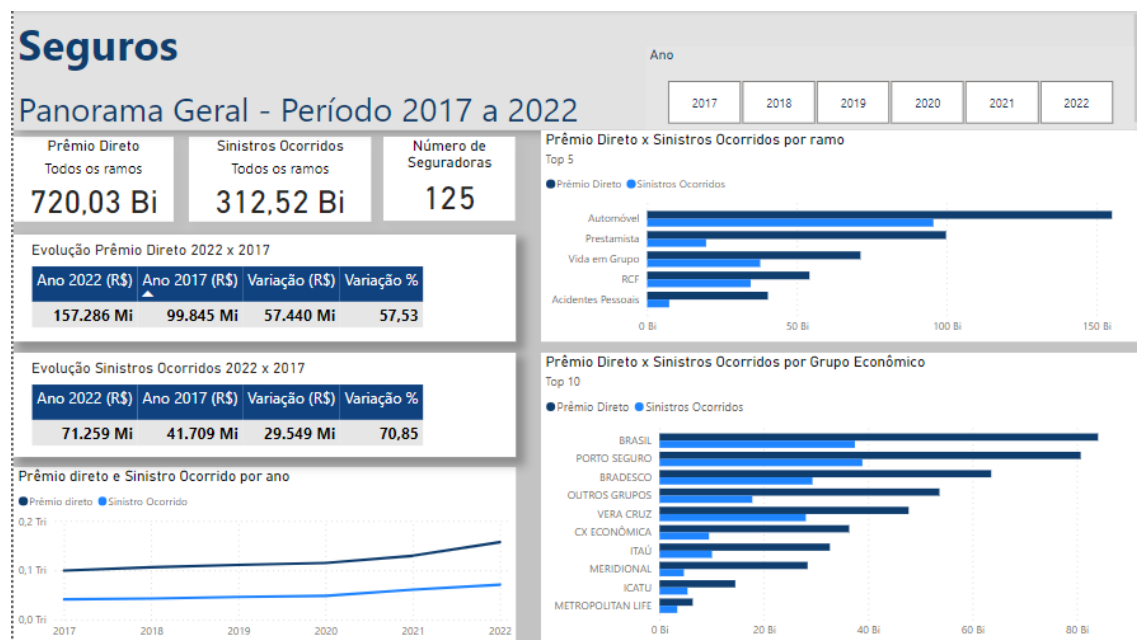 Seguros
Panorama Geral - Período 2017 a 2022
Ano
2017 2018 2019 2020 2021 2022
Prêmio Direto
Todos os ramos
720,03 Bi
Sinistros Ocorridos
Todos os ramos
312,52 Bi
Número de
Seguradoras
125
Evolução Prêmio Direto 2022 x 2017
Ano 2022 (R$) Ano 2017 (R$) Variação (R$) Variação %
157.286 Mi 99.845 Mi 57.440 Mi 57,53
Evolução Sinistros Ocorridos 2022 x 2017
Ano 2022 (R$) Ano 2017 (R$) Variação (R$) Variação %
71.259 Mi 41.709 Mi 29.549 Mi 70,85
Prêmio direto e Sinistro Ocorrido por ano
Prêmio direto Sinistro Ocorrido
0,2 Tri
0,1 Tri
0,0 Tri
2017 2018 2019 2020 2021 2022
Prêmio Direto x Sinistros Ocorridos por ramo
Top 5
Prêmio Direto Sinistros Ocorridos
Automóvel
Prestamista
Vida em Grupo
RCF
Acidentes Pessoais
0 Bi 50 Bi 100 Bi 150 Bi
Prêmio Direto x Sinistros Ocorridos por Grupo Econômico
Top 10
Prêmio Direto Sinistros Ocorridos
BRASIL
PORTO SEGURO
BRADESCO
OUTROS GRUPOS
VERA CRUZ
CX ECONÔMICA
ITAÚ
MERIDIONAL
ICATU
METROPOLITAN LIFE
0 Bi 20 Bi 40 Bi 60 Bi 80 Bi